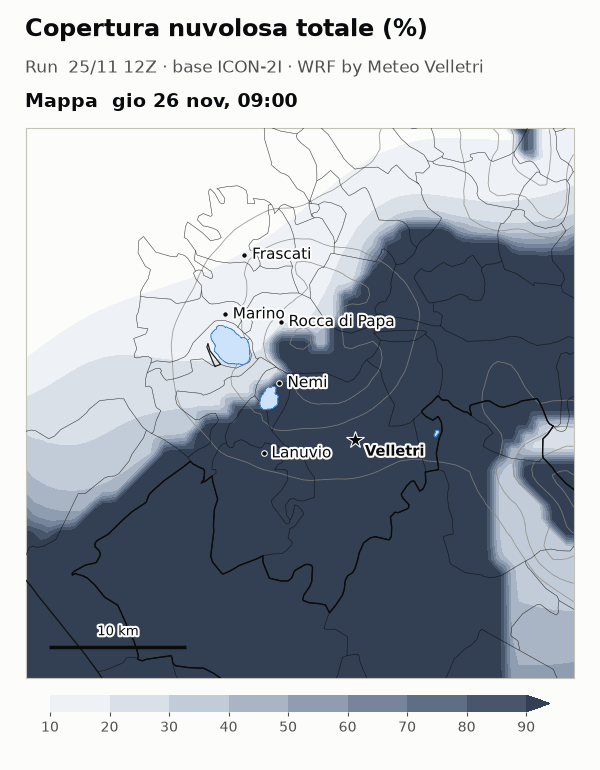 Copertura nuvolosa totale (%)
Run  25/11 12Z · base ICON-2I · WRF by Meteo Velletri
Mappa  gio 26 nov, 09:00
Frascati
Marino
Rocca di Papa
Nemi
Velletri
Lanuvio
10 km
10 20 30 40 50 60 70 80 90